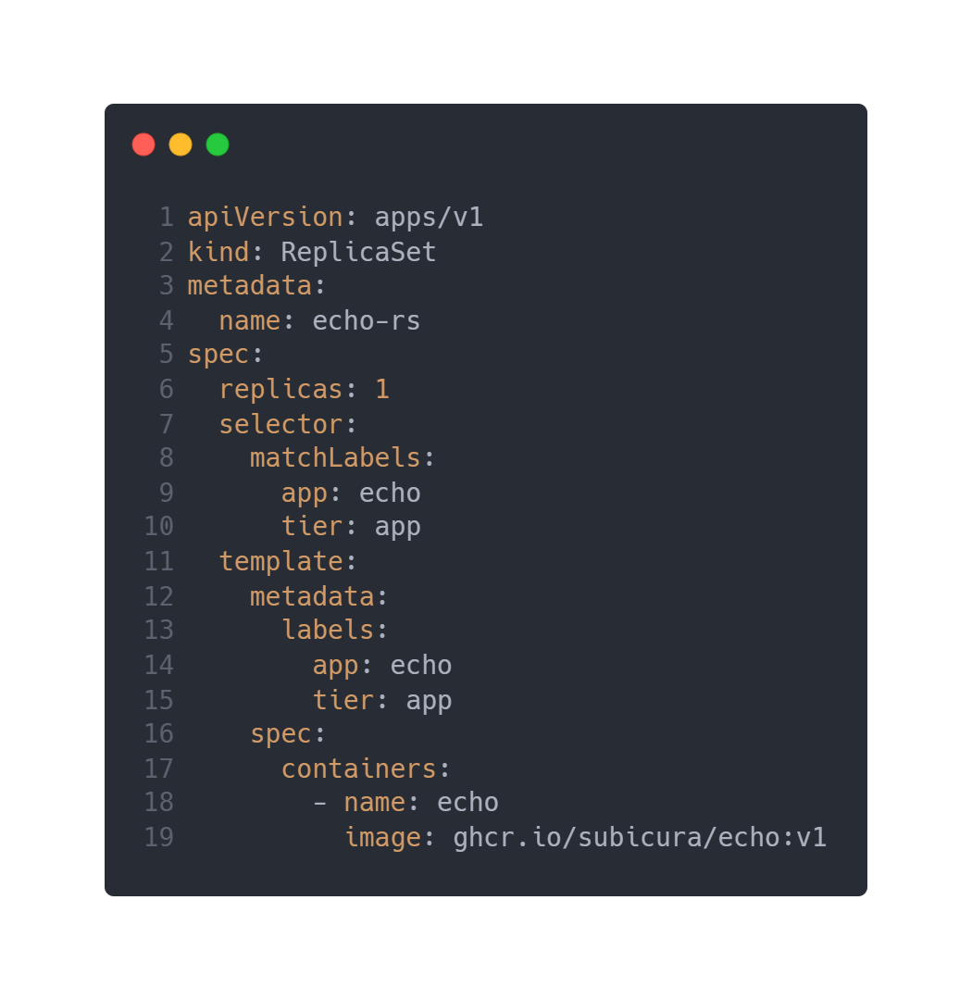 1 apiVersion: apps/v1
2 kind: ReplicaSet
3 metadata:
4   name: echo-rs
5 spec:
6   replicas: 1
7   selector:
8     matchLabels:
9       app: echo
10       tier: app
11   template:
12     metadata:
13       labels:
14         app: echo
15         tier: app
16     spec:
17       containers:
18         - name: echo
19           image: ghcr.io/subicura/echo:v1